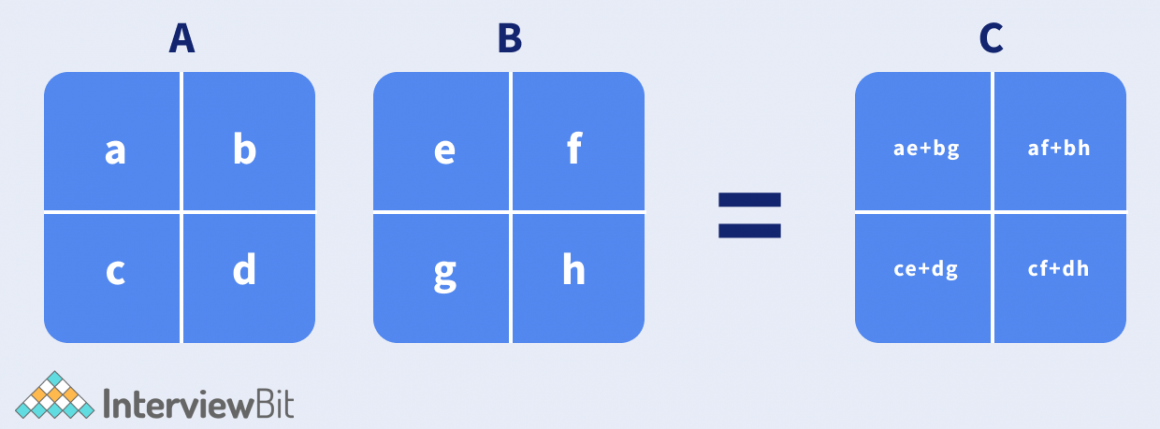 A B C
a b e f ae+bg af+bh
=
c d g h ce+dg cf+dh
InterviewBit